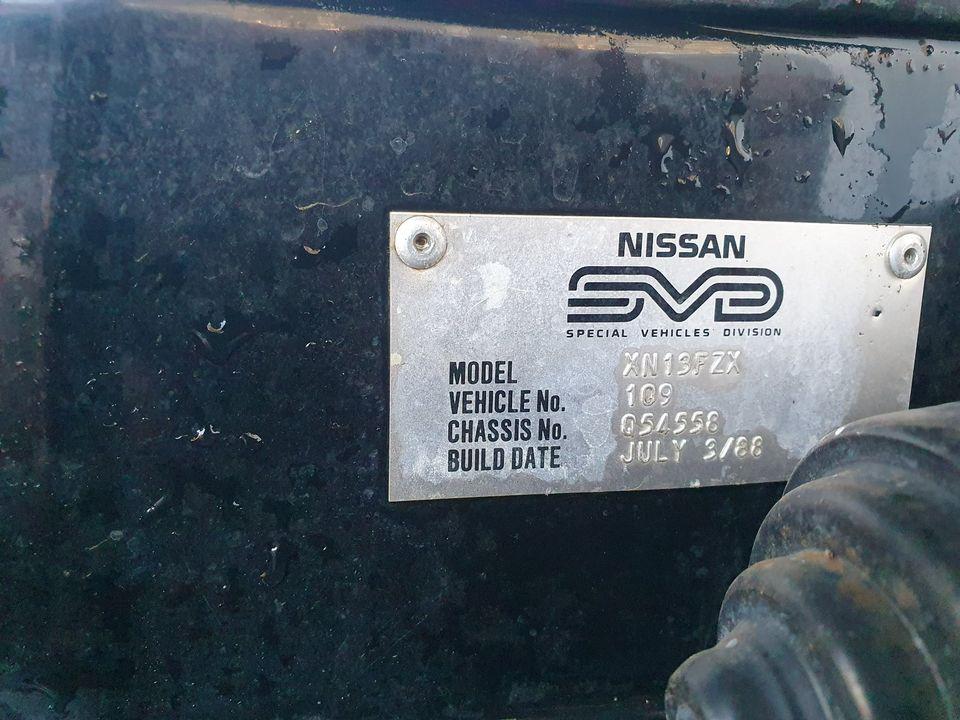 NISSAN
SVD
SPECIAL VEHICLES DIVISION
MODEL XN13FZX
VEHICLE No. 109
CHASSIS No. 054558
BUILD DATE JULY 3/88